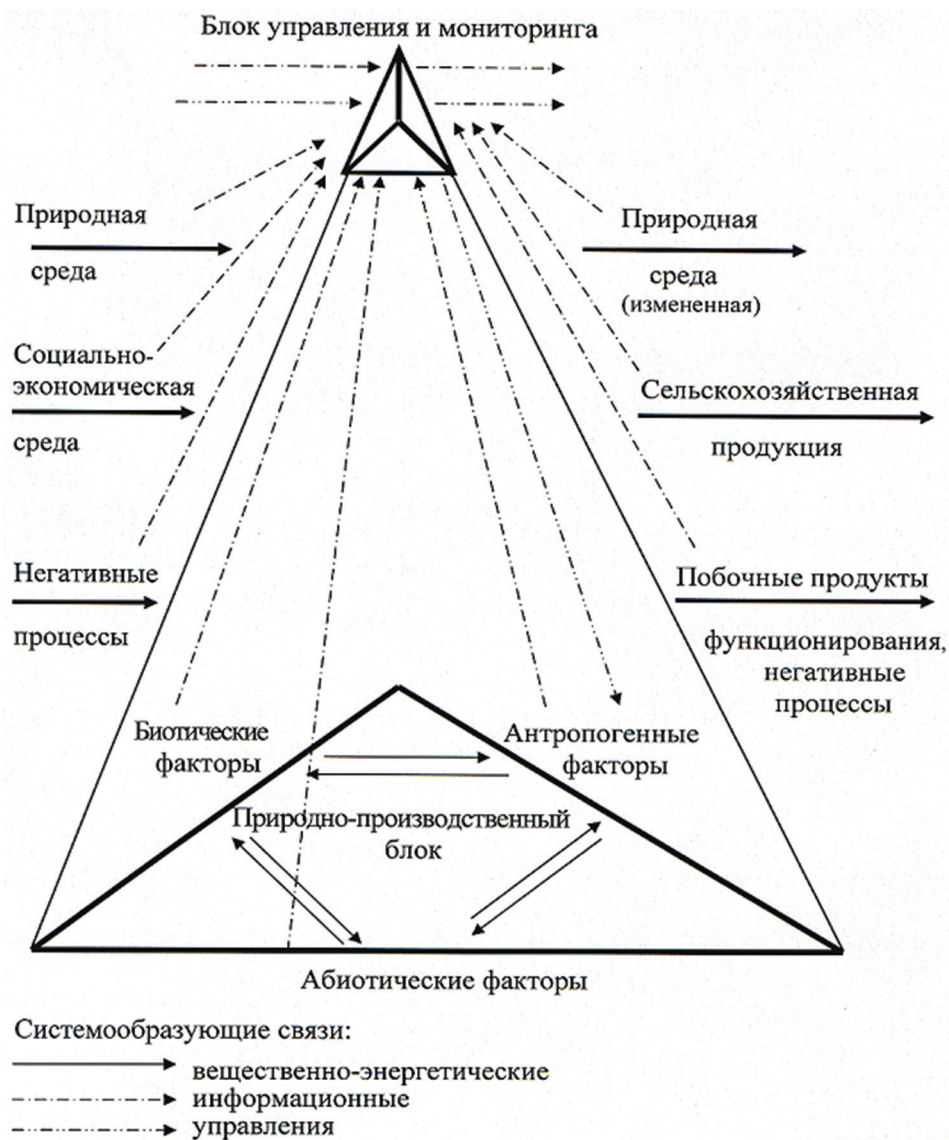 Блок управления и мониторинга
Природная
среда
Природная
среда
(измененная)
Социально-
экономическая
среда
Сельскохозяйственная
продукция
Негативные
процессы
Побочные продукты
функционирования,
негативные
процессы
Биотические
факторы
Антропогенные
факторы
Природно-производственный
блок
Абиотические факторы
Системообразующие связи:
вещественно-энергетические
информационные
управления